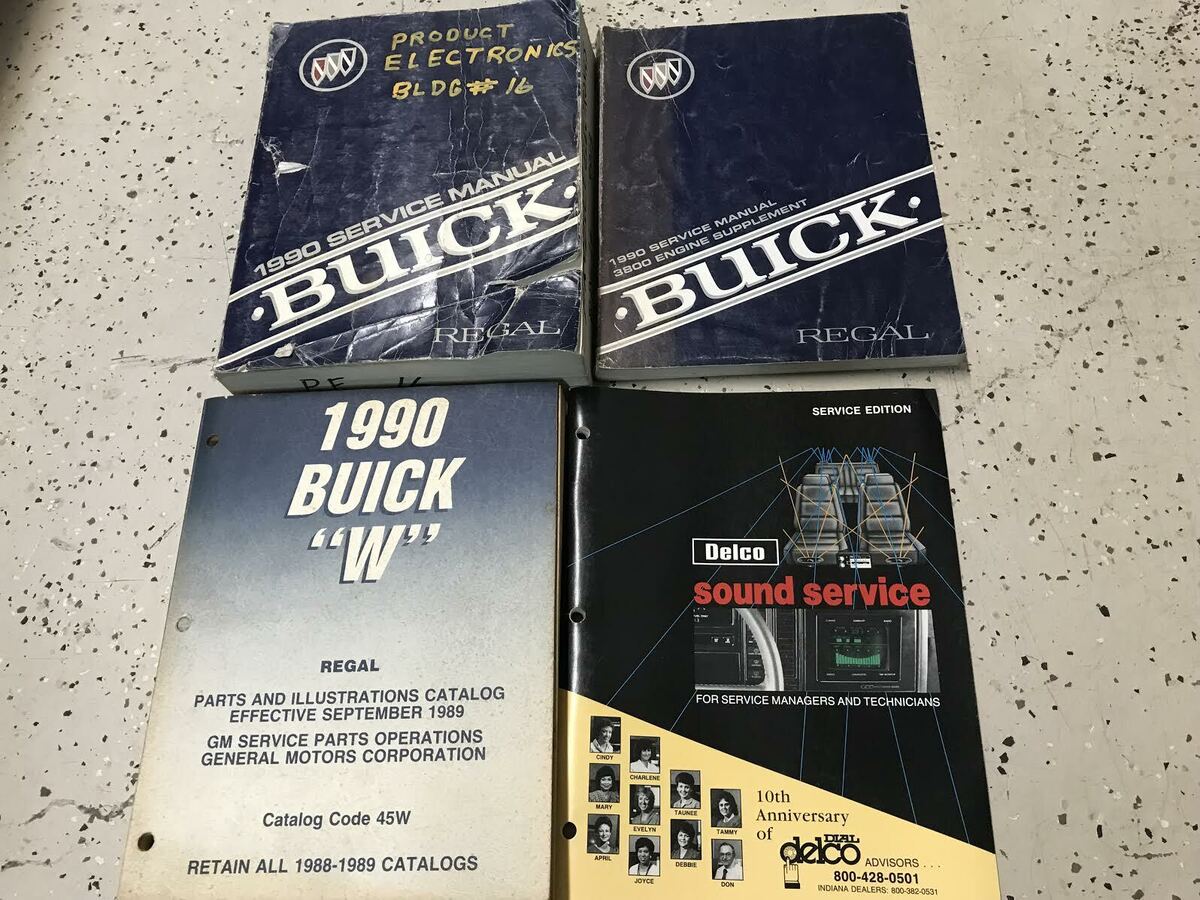 PRODUCT
ELECTRONICS
BLDG# 16
1990 SERVICE MANUAL
BUICK
REGAL
1990 SERVICE MANUAL
3800 ENGINE SUPPLEMENT
BUICK
REGAL
1990
BUICK
"W"
REGAL
PARTS AND ILLUSTRATIONS CATALOG
EFFECTIVE SEPTEMBER 1989
GM SERVICE PARTS OPERATIONS
GENERAL MOTORS CORPORATION
Catalog Code 45W
RETAIN ALL 1988-1989 CATALOGS
SERVICE EDITION
Delco
sound service
FOR SERVICE MANAGERS AND TECHNICIANS
CINDY
CHARLENE
MARY
TAUNEE
EVELYN
TAMMY
APRIL
DEBBIE
JOYCE
DON
10th
Anniversary
of
DIAL
delco ADVISORS . . .
800-428-0501
INDIANA DEALERS: 800-382-0531